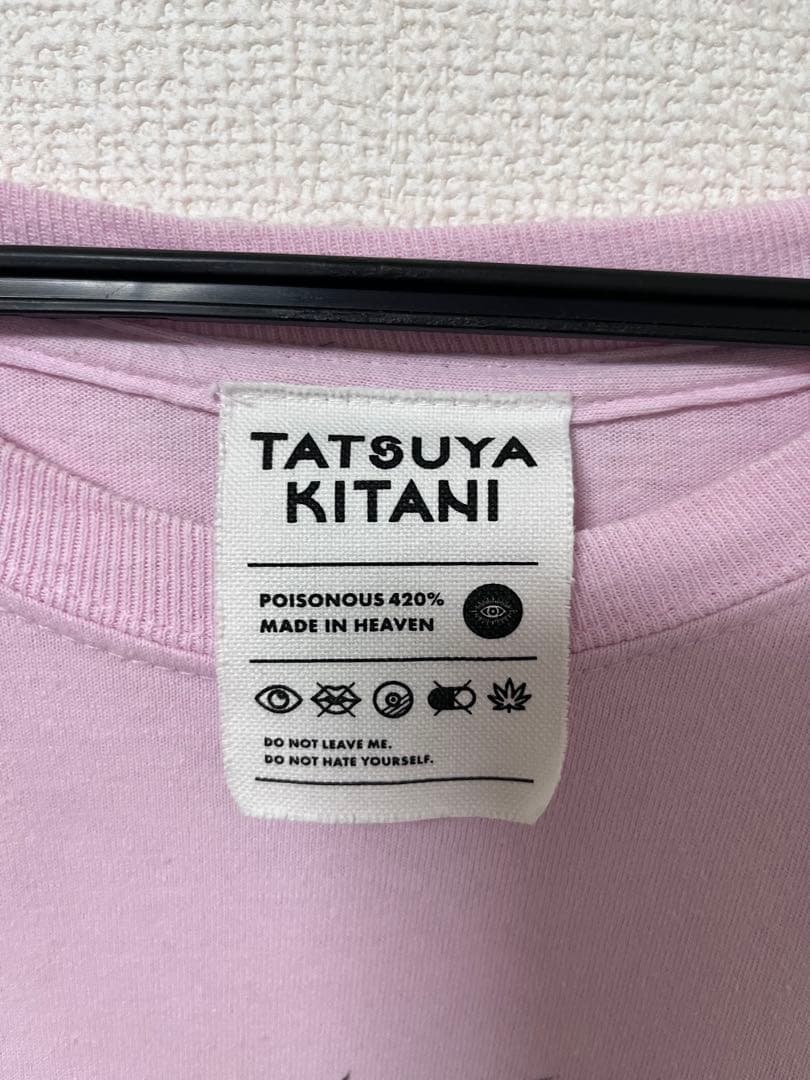 TATSUYA
KITANI
POISONOUS 420%
MADE IN HEAVEN
DO NOT LEAVE ME.
DO NOT HATE YOURSELF.